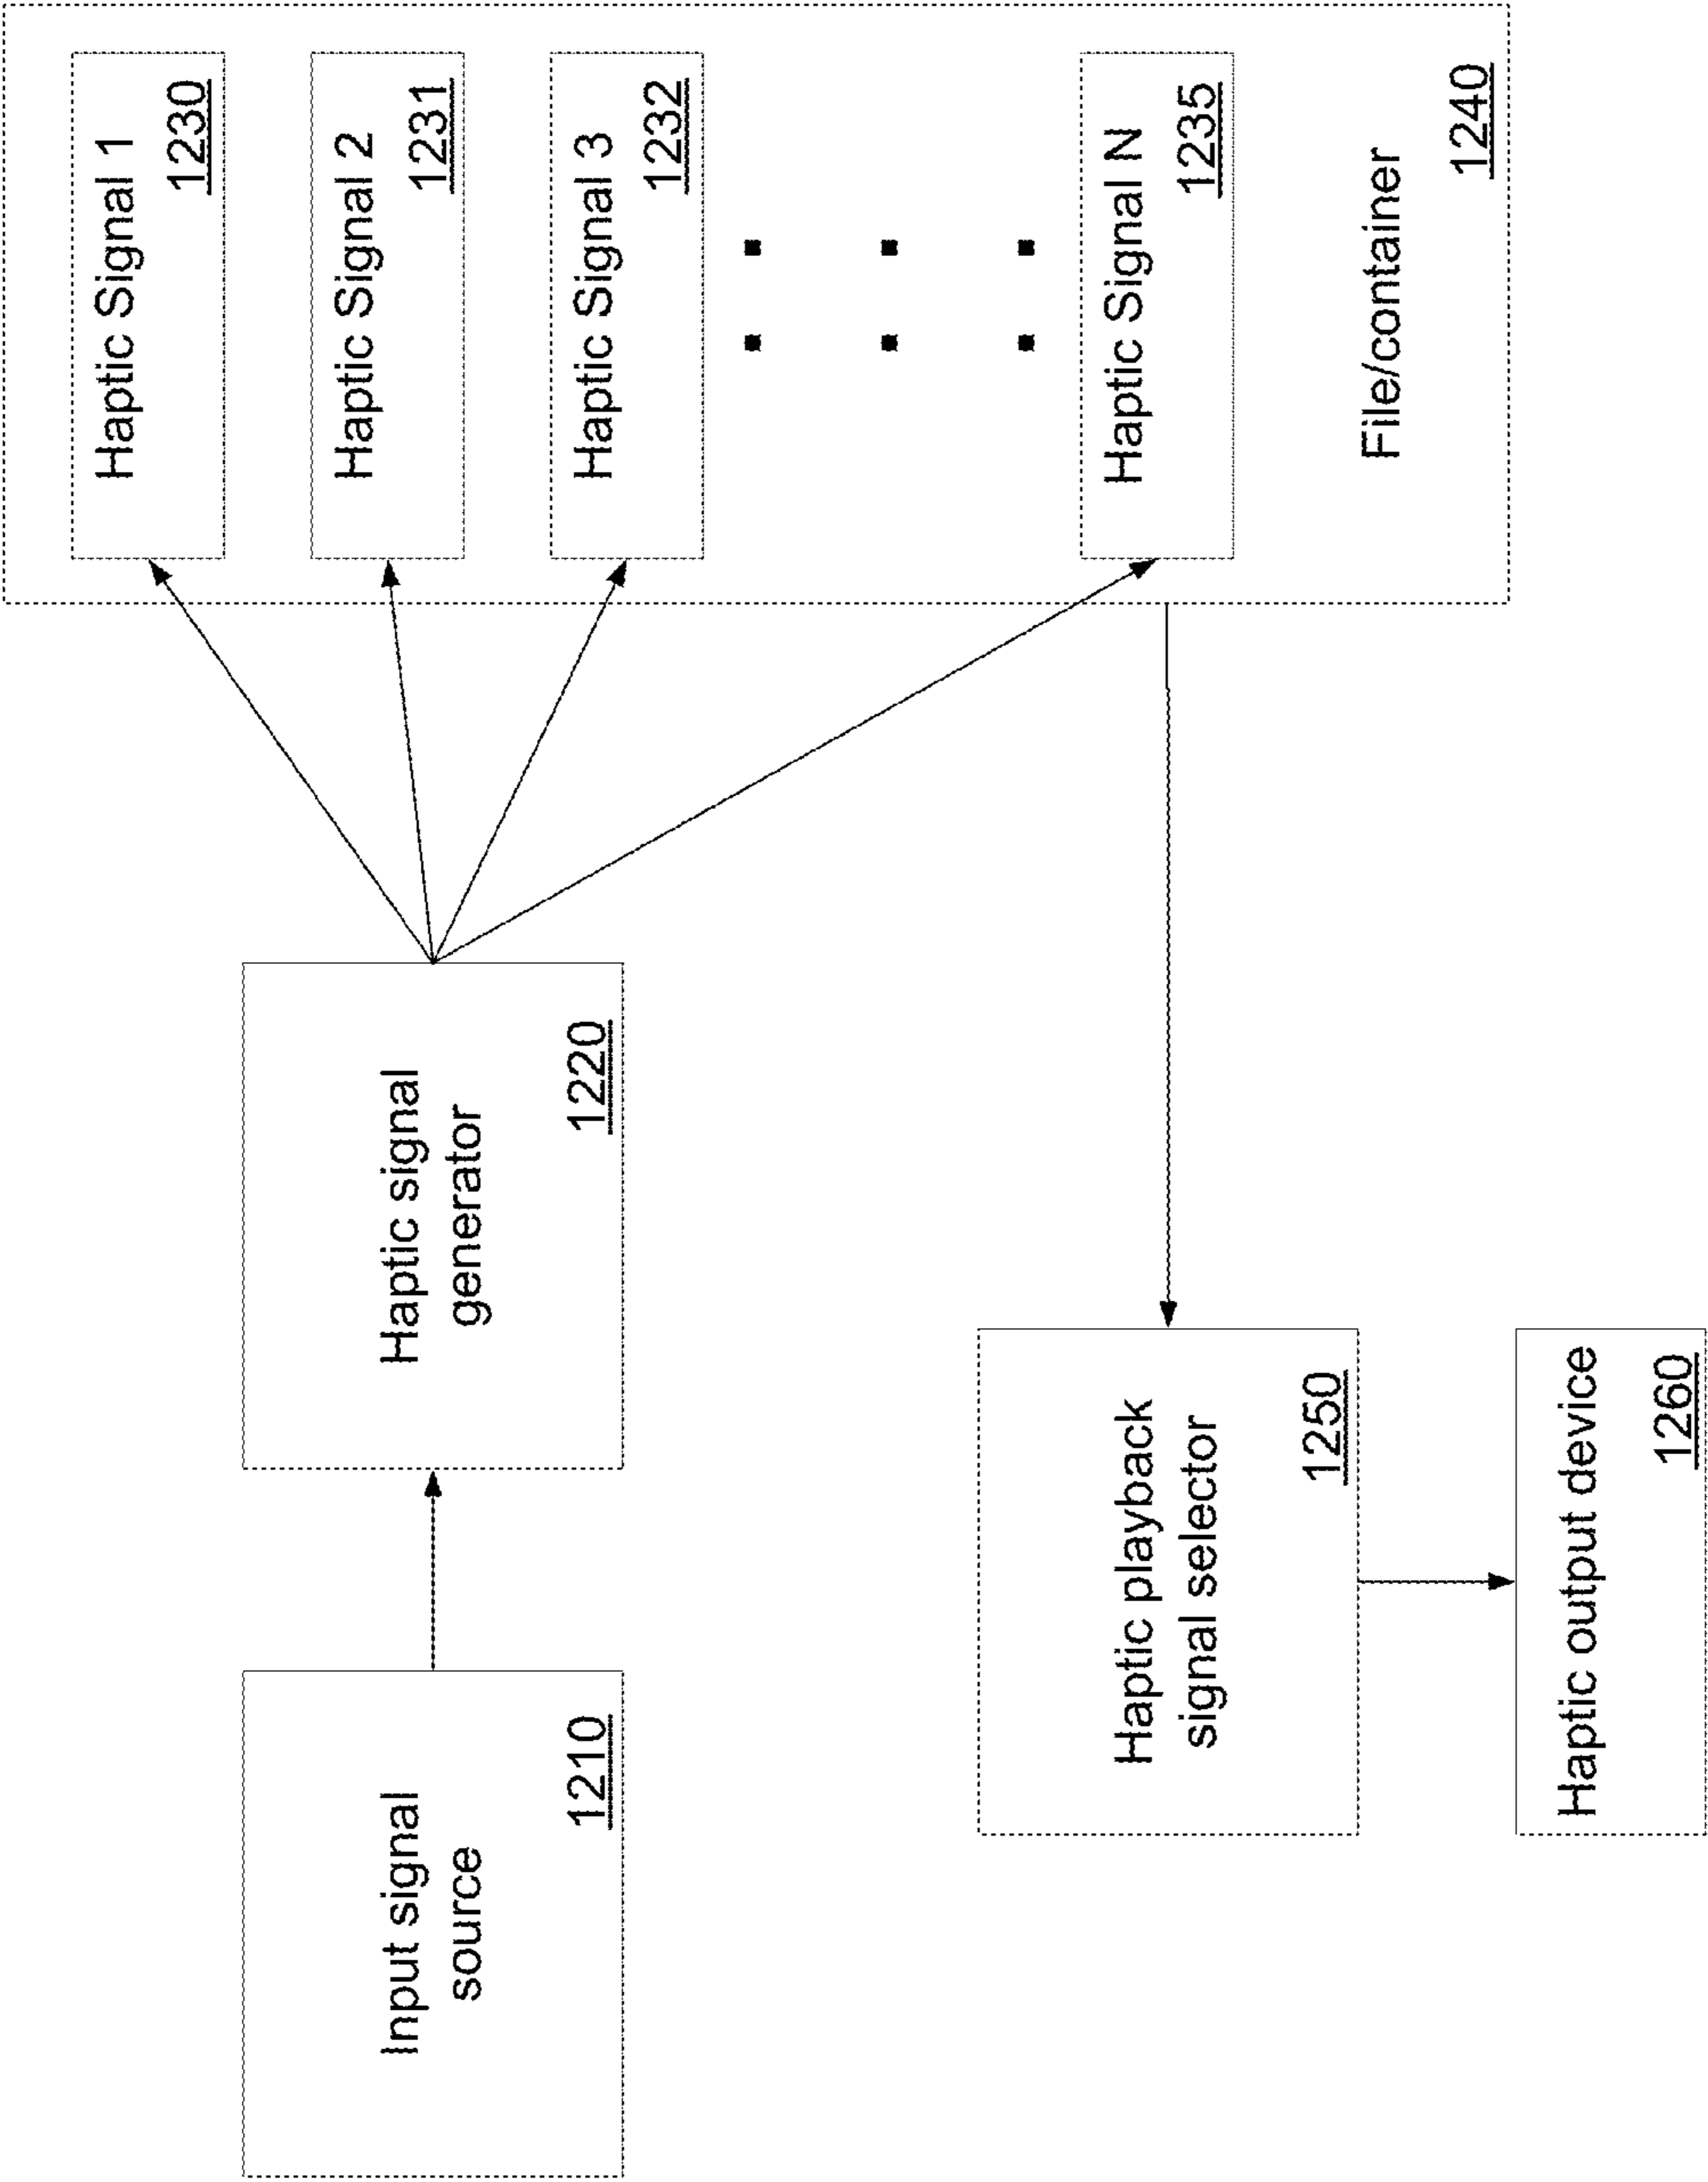 Input signal
source
1210
Haptic signal
generator
1220
Haptic Signal 1
1230
Haptic Signal 2
1231
Haptic Signal 3
1232
Haptic Signal N
1235
File/container
1240
Haptic playback
signal selector
1250
Haptic output device
1260